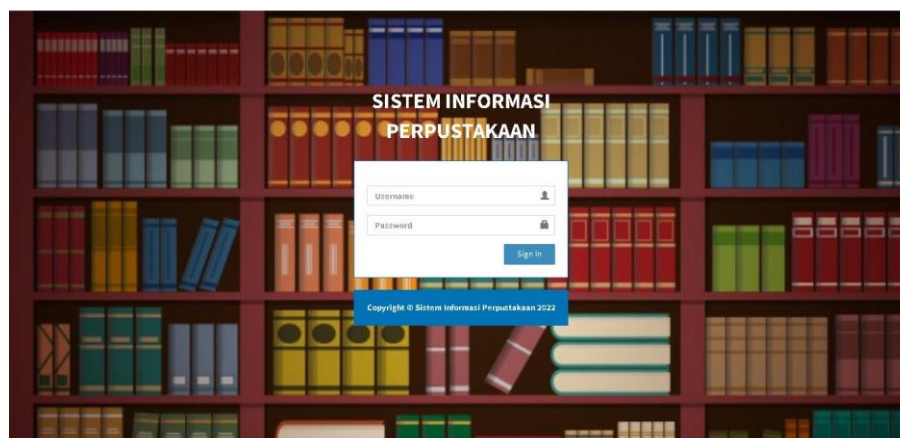 SISTEM INFORMASI
PERPUSTAKAAN
Username
Password
Sign In
Copyright © Sistem Informasi Perpustakaan 2022